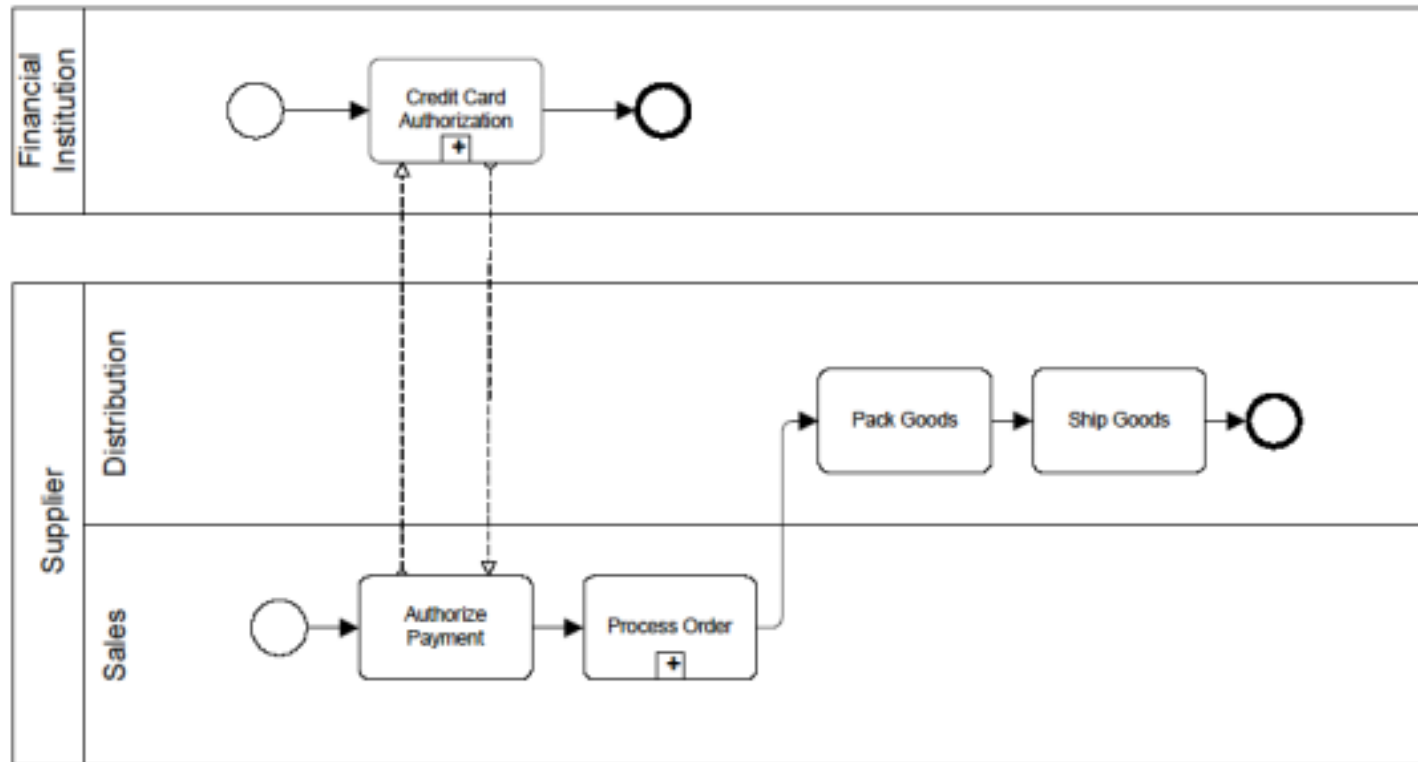 Financial
Institution
Credit Card
Authorization
+
Supplier
Distribution
Pack Goods
Ship Goods
Sales
Authorize
Payment
Process Order
+